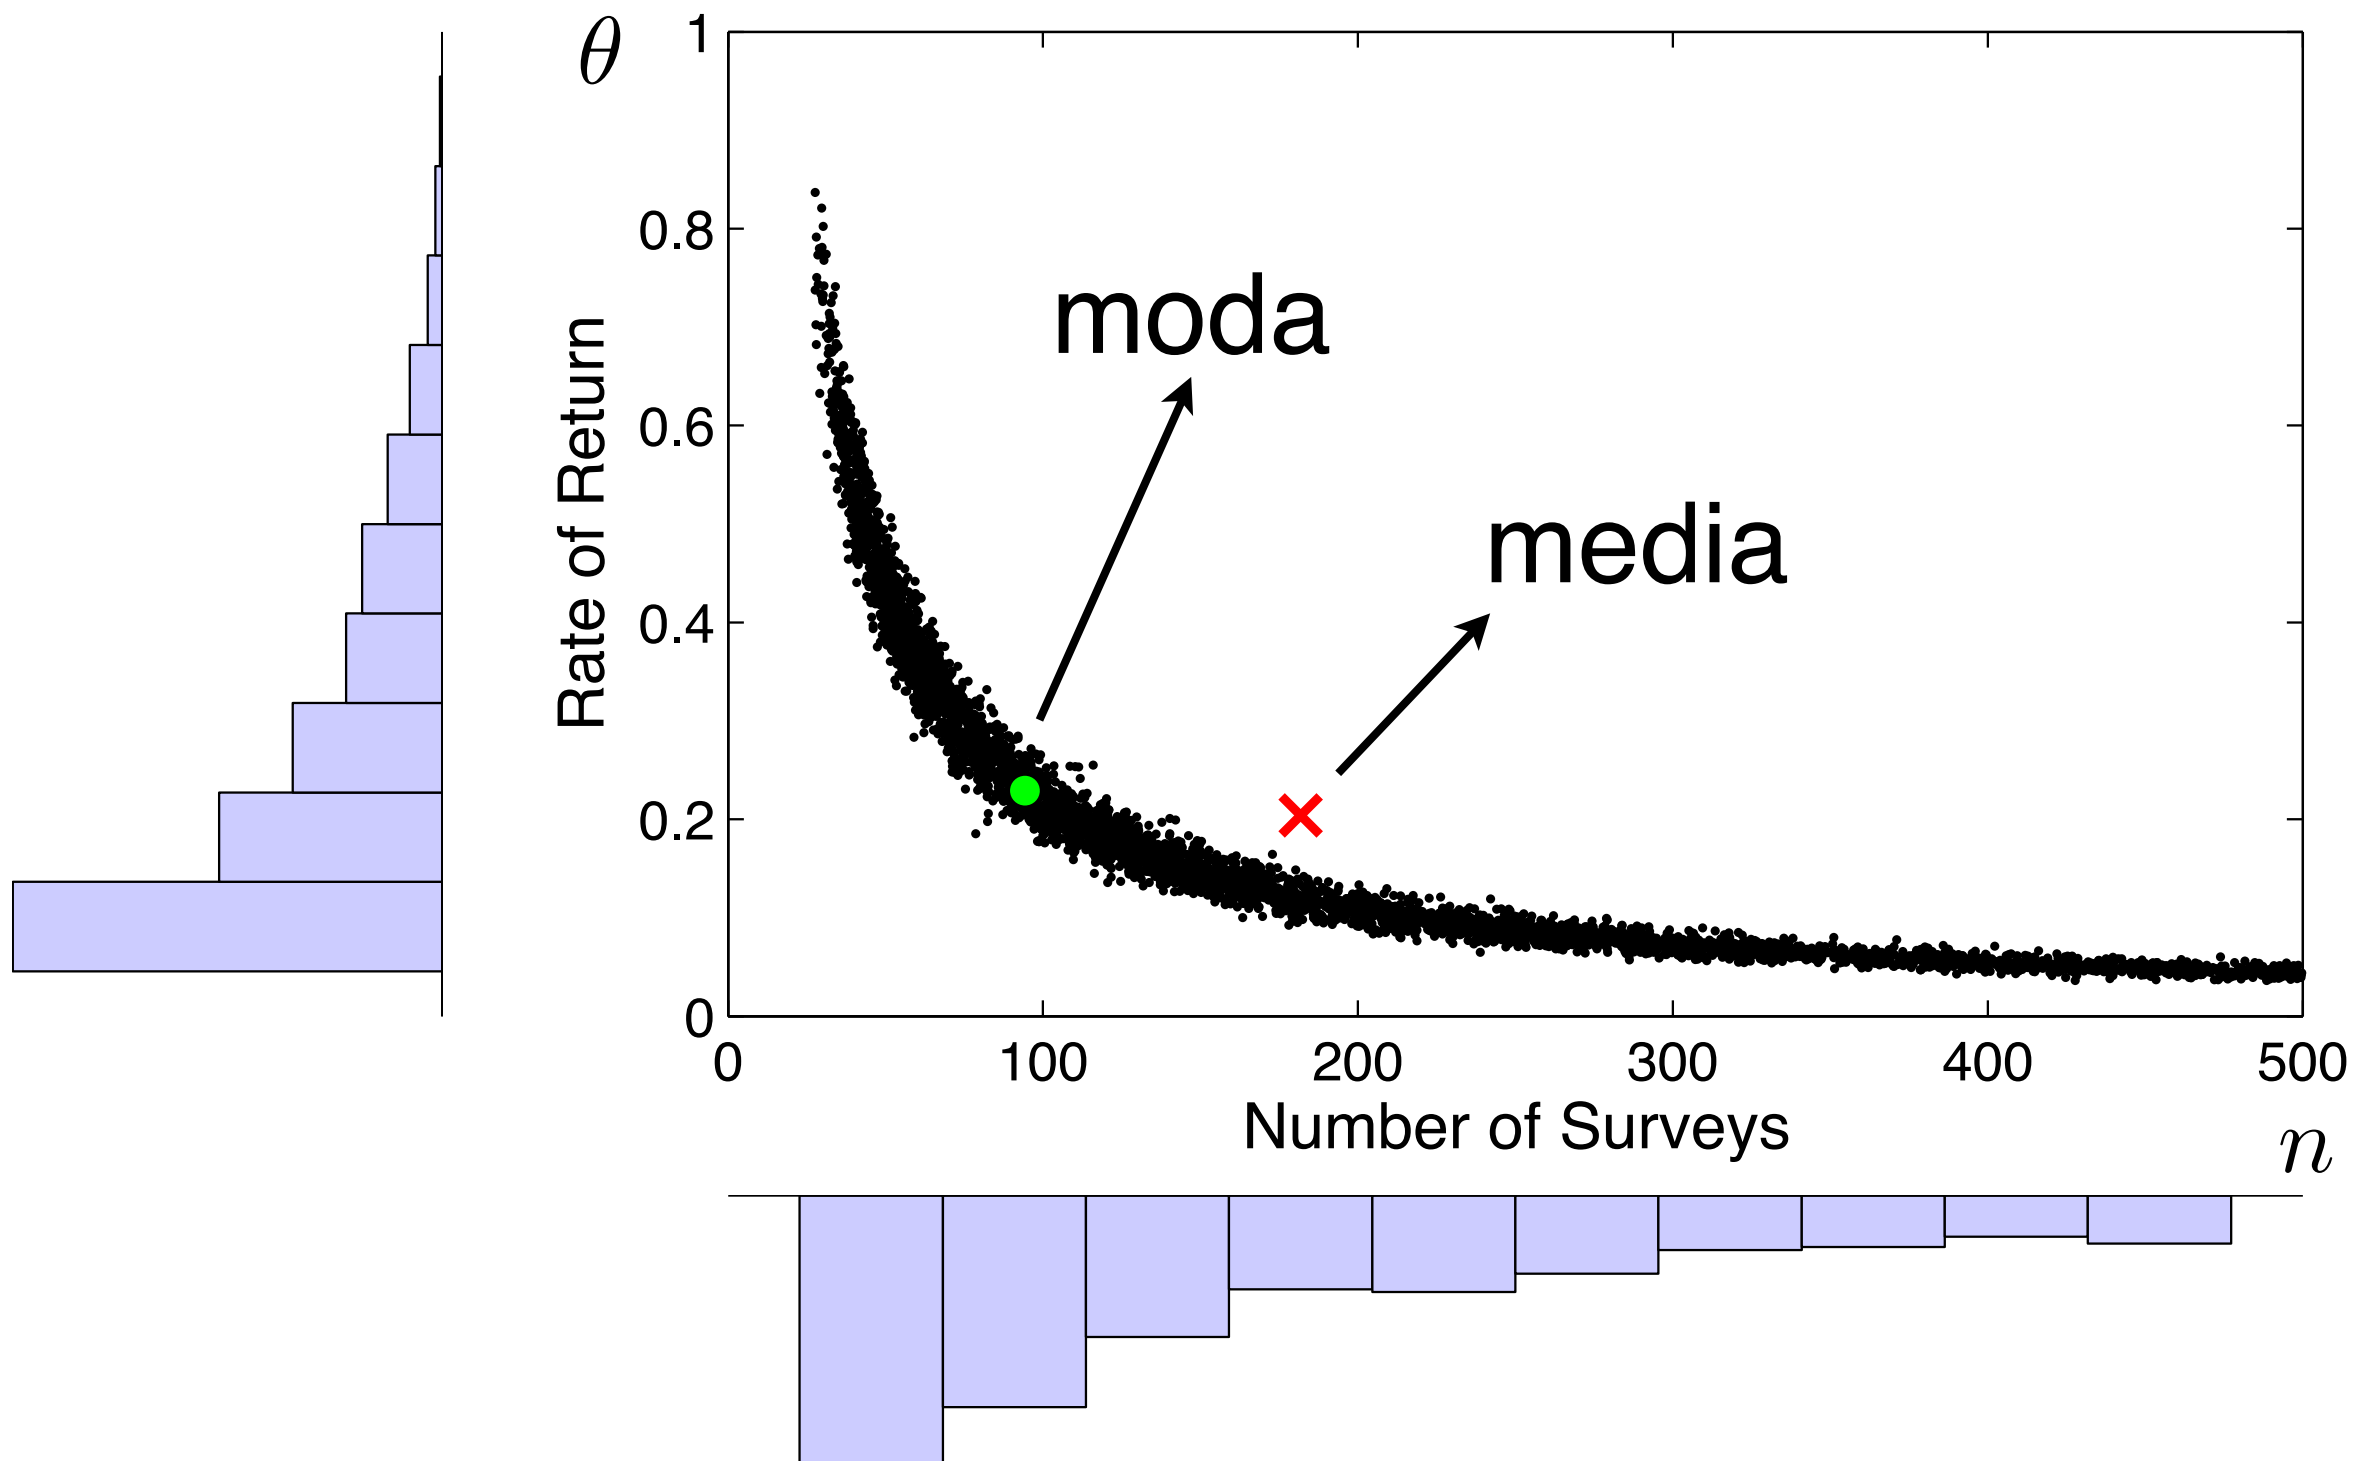 θ
1
0.8
0.6
0.4
0.2
0
Rate of Return
moda
media
0 100 200 300 400 500
Number of Surveys
n